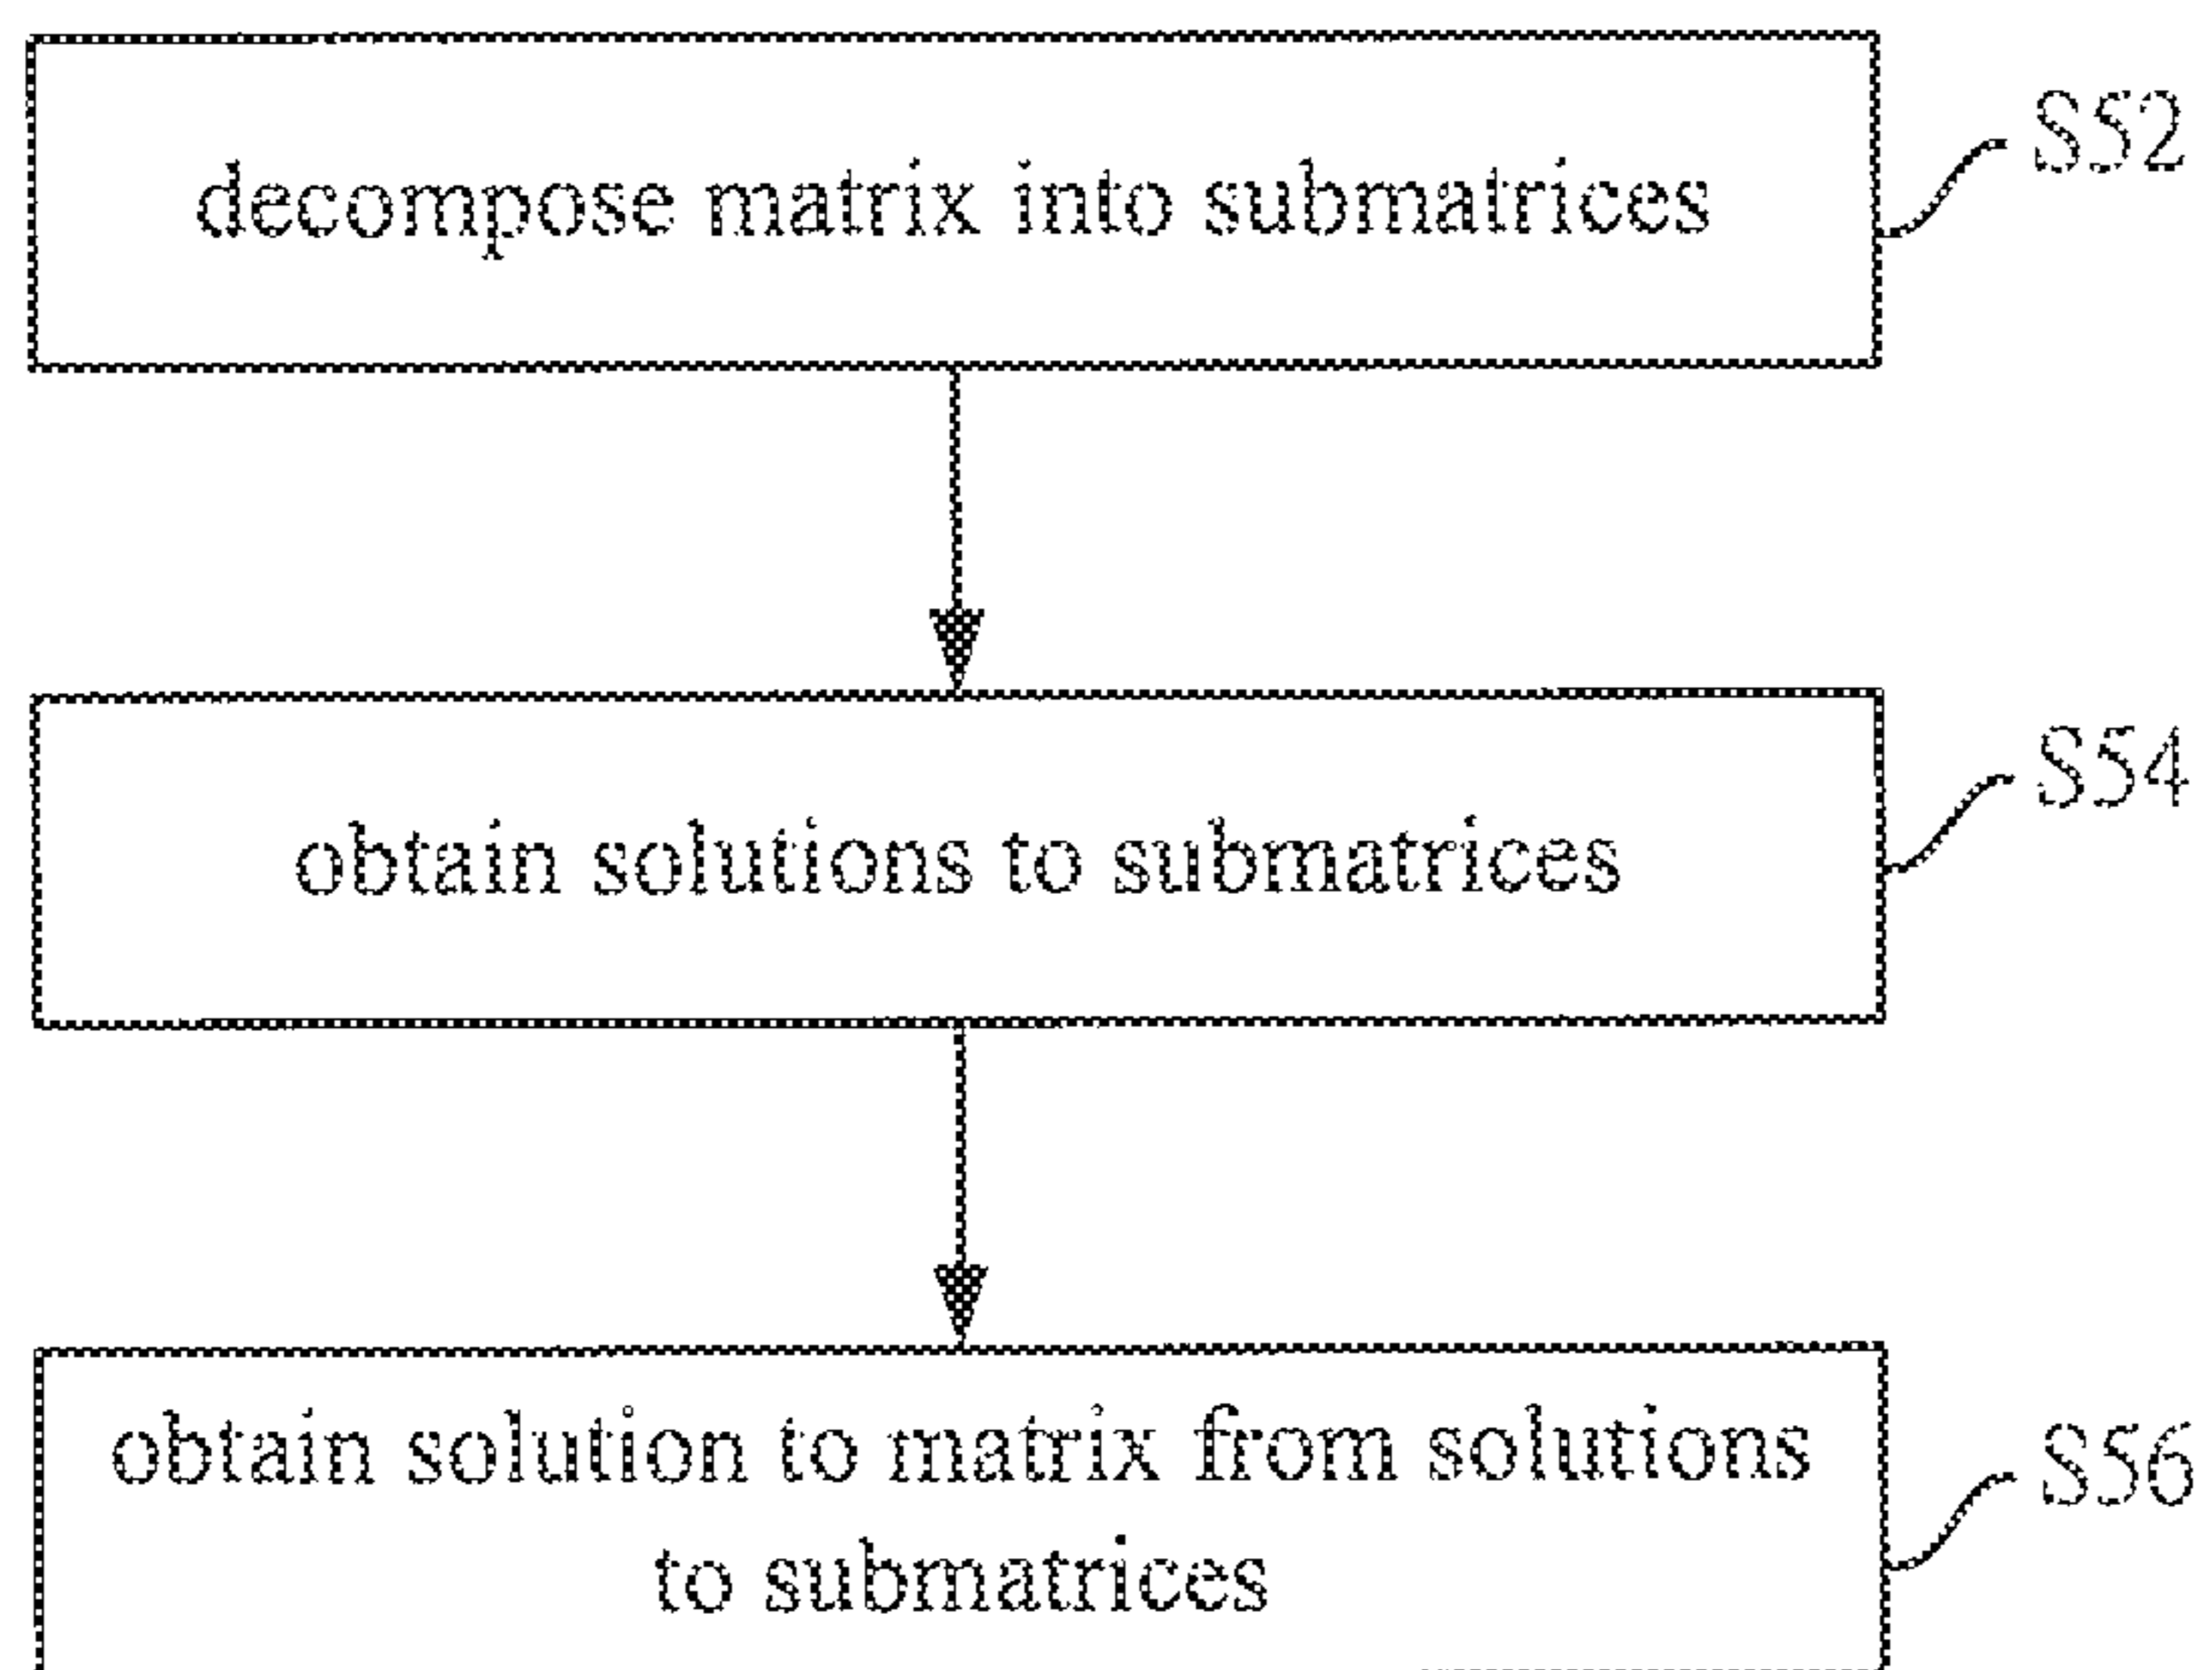 decompose matrix into submatrices
S52
obtain solutions to submatrices
S54
obtain solution to matrix from solutions
to submatrices
S56